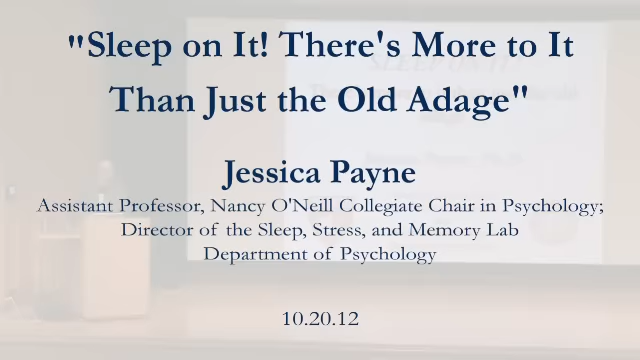 "Sleep on It! There's More to It
Than Just the Old Adage"
Jessica Payne
Assistant Professor, Nancy O'Neill Collegiate Chair in Psychology;
Director of the Sleep, Stress, and Memory Lab
Department of Psychology
10.20.12